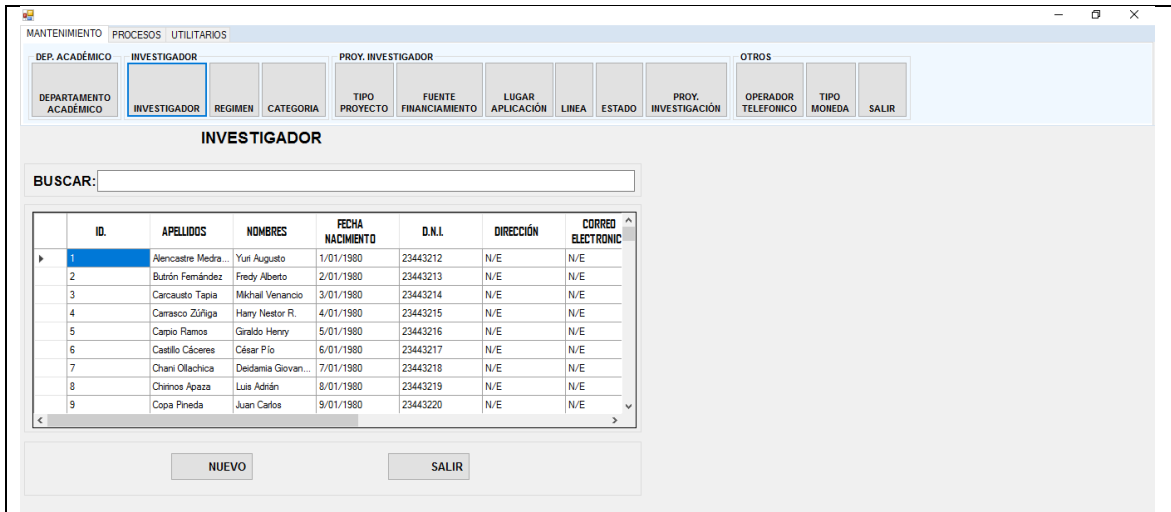 MANTENIMIENTO PROCESOS UTILITARIOS
DEP. ACADÉMICO INVESTIGADOR PROY. INVESTIGADOR OTROS
DEPARTAMENTO ACADÉMICO INVESTIGADOR REGIMEN CATEGORIA TIPO PROYECTO FUENTE FINANCIAMIENTO LUGAR APLICACIÓN LINEA ESTADO PROY. INVESTIGACIÓN OPERADOR TELEFONICO TIPO MONEDA SALIR
INVESTIGADOR
BUSCAR:
ID. APELLIDOS NOMBRES FECHA NACIMIENTO D.N.I. DIRECCIÓN CORREO ELECTRONIC
1 Alencastre Medra... Yuri Augusto 1/01/1980 23443212 N/E N/E
2 Butrón Fernández Fredy Alberto 2/01/1980 23443213 N/E N/E
3 Carcausto Tapia Mikhail Venancio 3/01/1980 23443214 N/E N/E
4 Carrasco Zúñiga Harry Nestor R. 4/01/1980 23443215 N/E N/E
5 Carpio Ramos Giraldo Henry 5/01/1980 23443216 N/E N/E
6 Castillo Cáceres César Pío 6/01/1980 23443217 N/E N/E
7 Chani Ollachica Deidamia Giovan... 7/01/1980 23443218 N/E N/E
8 Chirinos Apaza Luis Adrián 8/01/1980 23443219 N/E N/E
9 Copa Pineda Juan Carlos 9/01/1980 23443220 N/E N/E
NUEVO SALIR